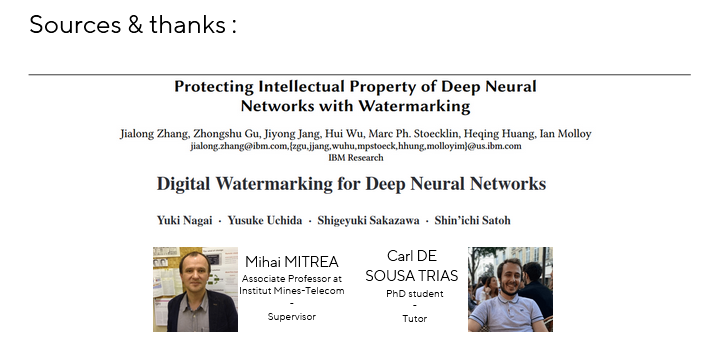 Sources & thanks :
Protecting Intellectual Property of Deep Neural
Networks with Watermarking
Jialong Zhang, Zhongshu Gu, Jiyong Jang, Hui Wu, Marc Ph. Stoecklin, Heqing Huang, Ian Molloy
jialong.zhang@ibm.com,{zgu,jjang,wuhu,mpstoeck,hhung,molloyim}@us.ibm.com
IBM Research
Digital Watermarking for Deep Neural Networks
Yuki Nagai · Yusuke Uchida · Shigeyuki Sakazawa · Shin'ichi Satoh
Mihai MITREA
Associate Professor at
Institut Mines-Telecom
-
Supervisor
Carl DE
SOUSA TRIAS
PhD student
-
Tutor